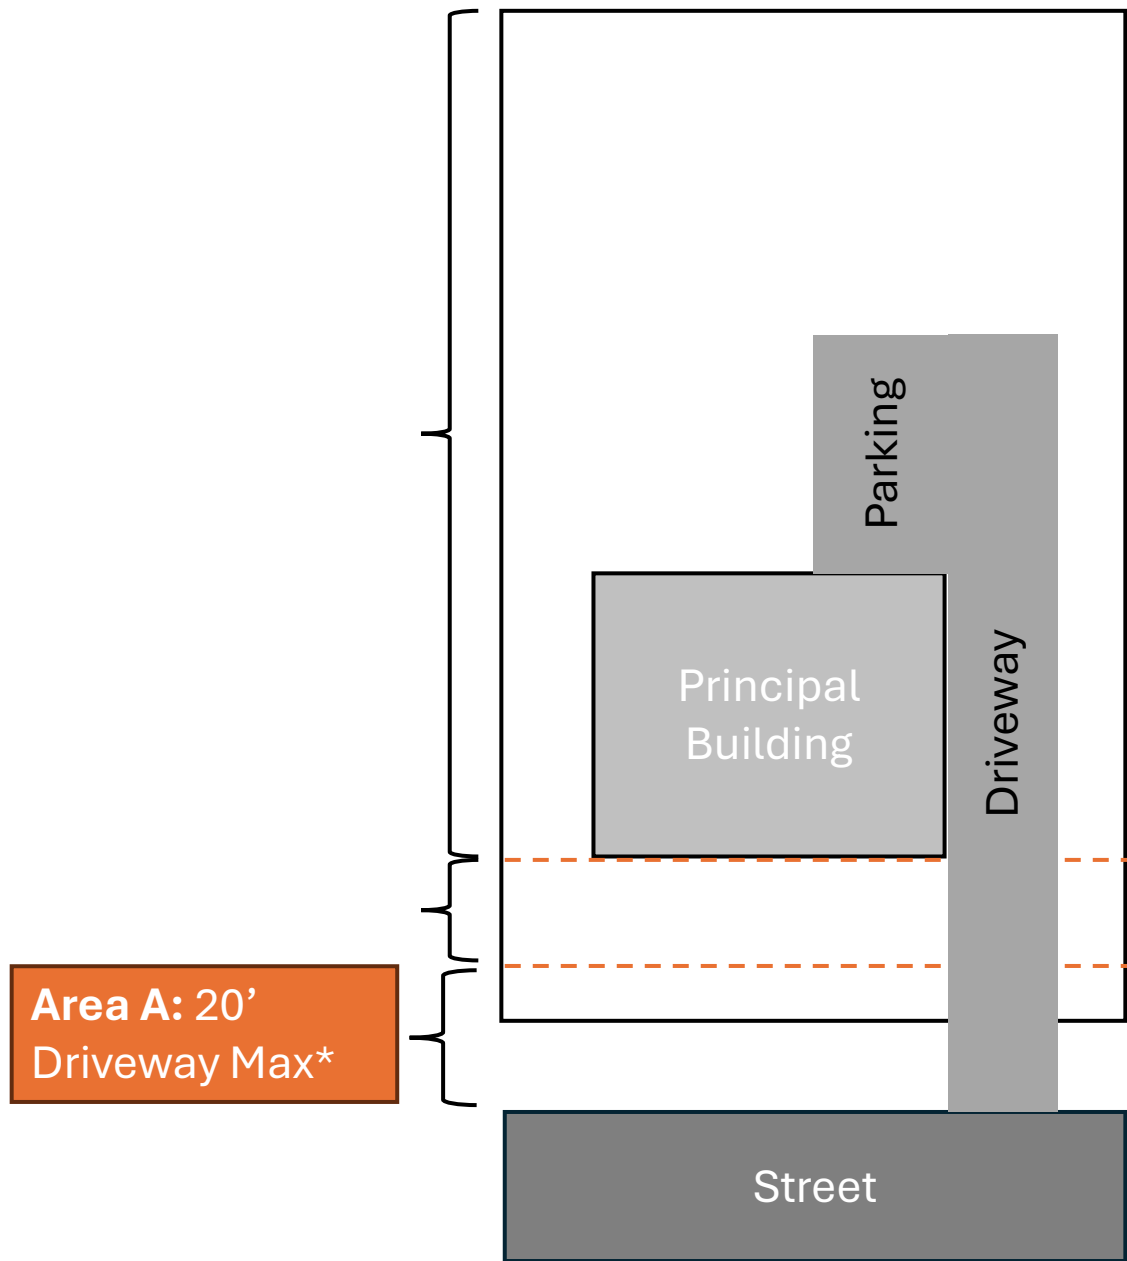 Parking
Principal
Building
Driveway
Area A: 20’
Driveway Max*
Street